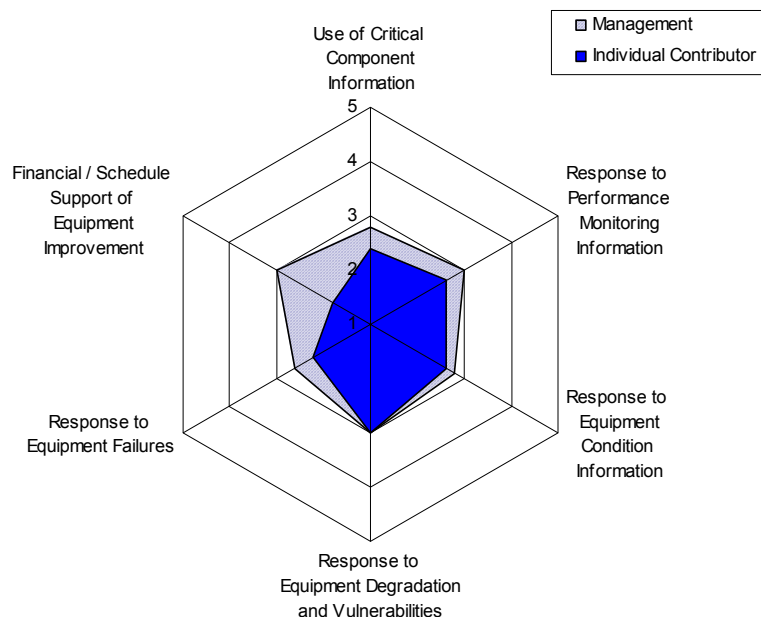 Management
Individual Contributor
Use of Critical
Component
Information
5
4
3
2
1
Response to
Performance
Monitoring
Information
Response to
Equipment
Condition
Information
Response to
Equipment Degradation
and Vulnerabilities
Response to
Equipment Failures
Financial / Schedule
Support of
Equipment
Improvement